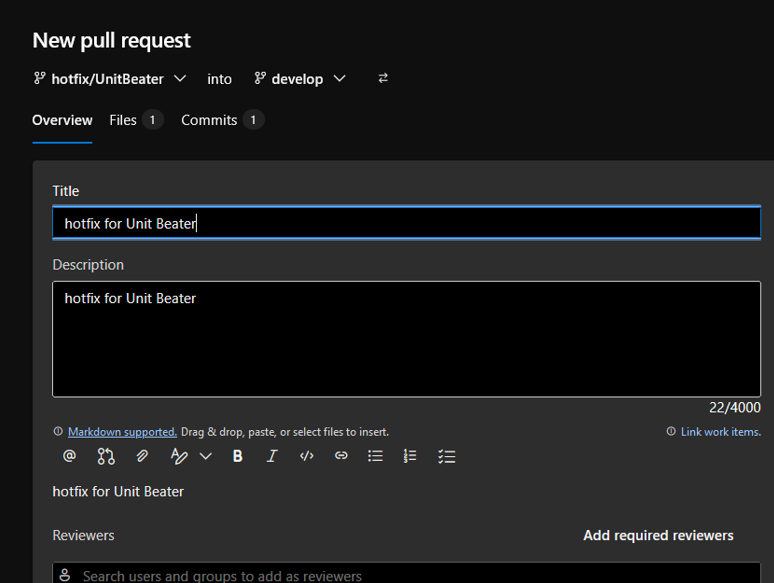 New pull request
hotfix/UnitBeater into develop
Overview Files 1 Commits 1
Title
hotfix for Unit Beater
Description
hotfix for Unit Beater
22/4000
Markdown supported. Drag & drop, paste, or select files to insert. Link work items.
hotfix for Unit Beater
Reviewers Add required reviewers
Search users and groups to add as reviewers